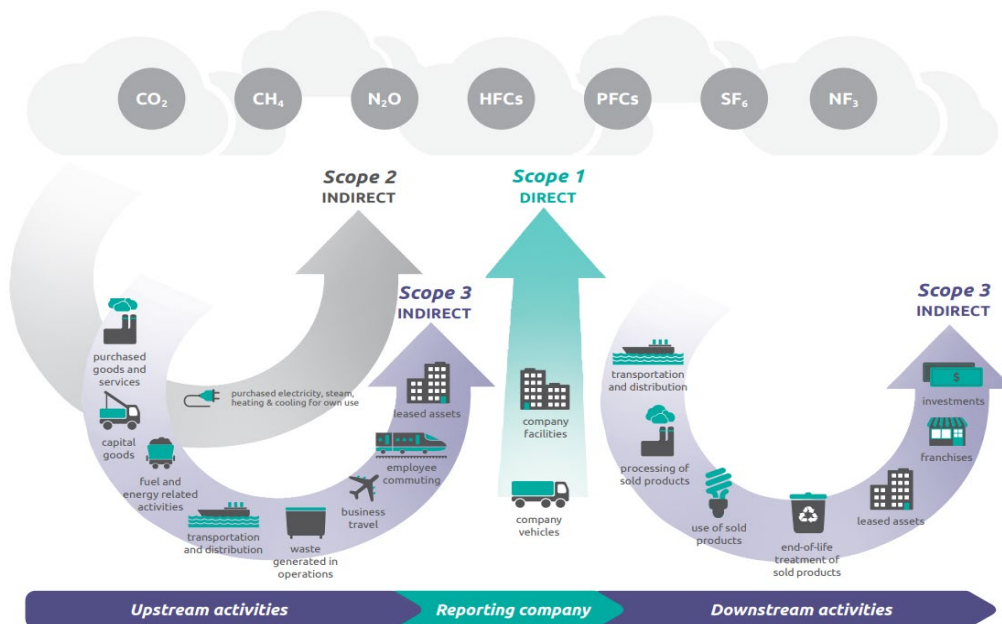 CO₂
CH₄
N₂O
HFCs
PFCs
SF₆
NF₃
Scope 2
INDIRECT
Scope 1
DIRECT
Scope 3
INDIRECT
Scope 3
INDIRECT
purchased
goods and
services
capital
goods
fuel and
energy related
activities
transportation
and distribution
waste
generated in
operations
business
travel
employee
commuting
leased assets
purchased electricity, steam,
heating & cooling for own use
company
facilities
company
vehicles
transportation
and distribution
processing of
sold products
use of sold
products
end-of-life
treatment of
sold products
leased assets
franchises
$
investments
Upstream activities
Reporting company
Downstream activities